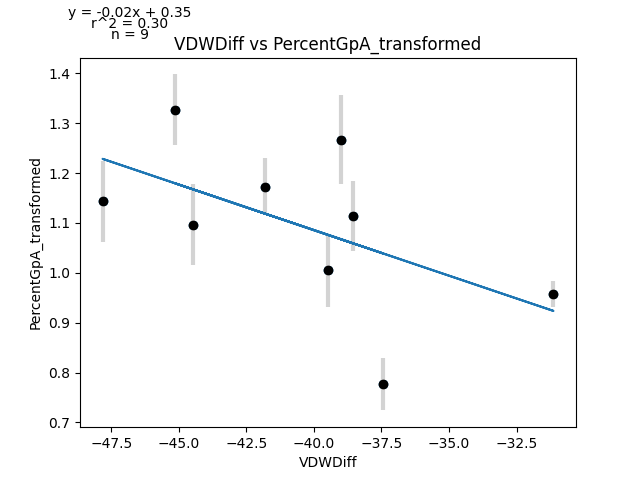 y = -0.02x + 0.35
r^2 = 0.30
n = 9
VDWDiff vs PercentGpA_transformed
PercentGpA_transformed
1.4
1.3
1.2
1.1
1.0
0.9
0.8
0.7
−47.5 −45.0 −42.5 −40.0 −37.5 −35.0 −32.5
VDWDiff